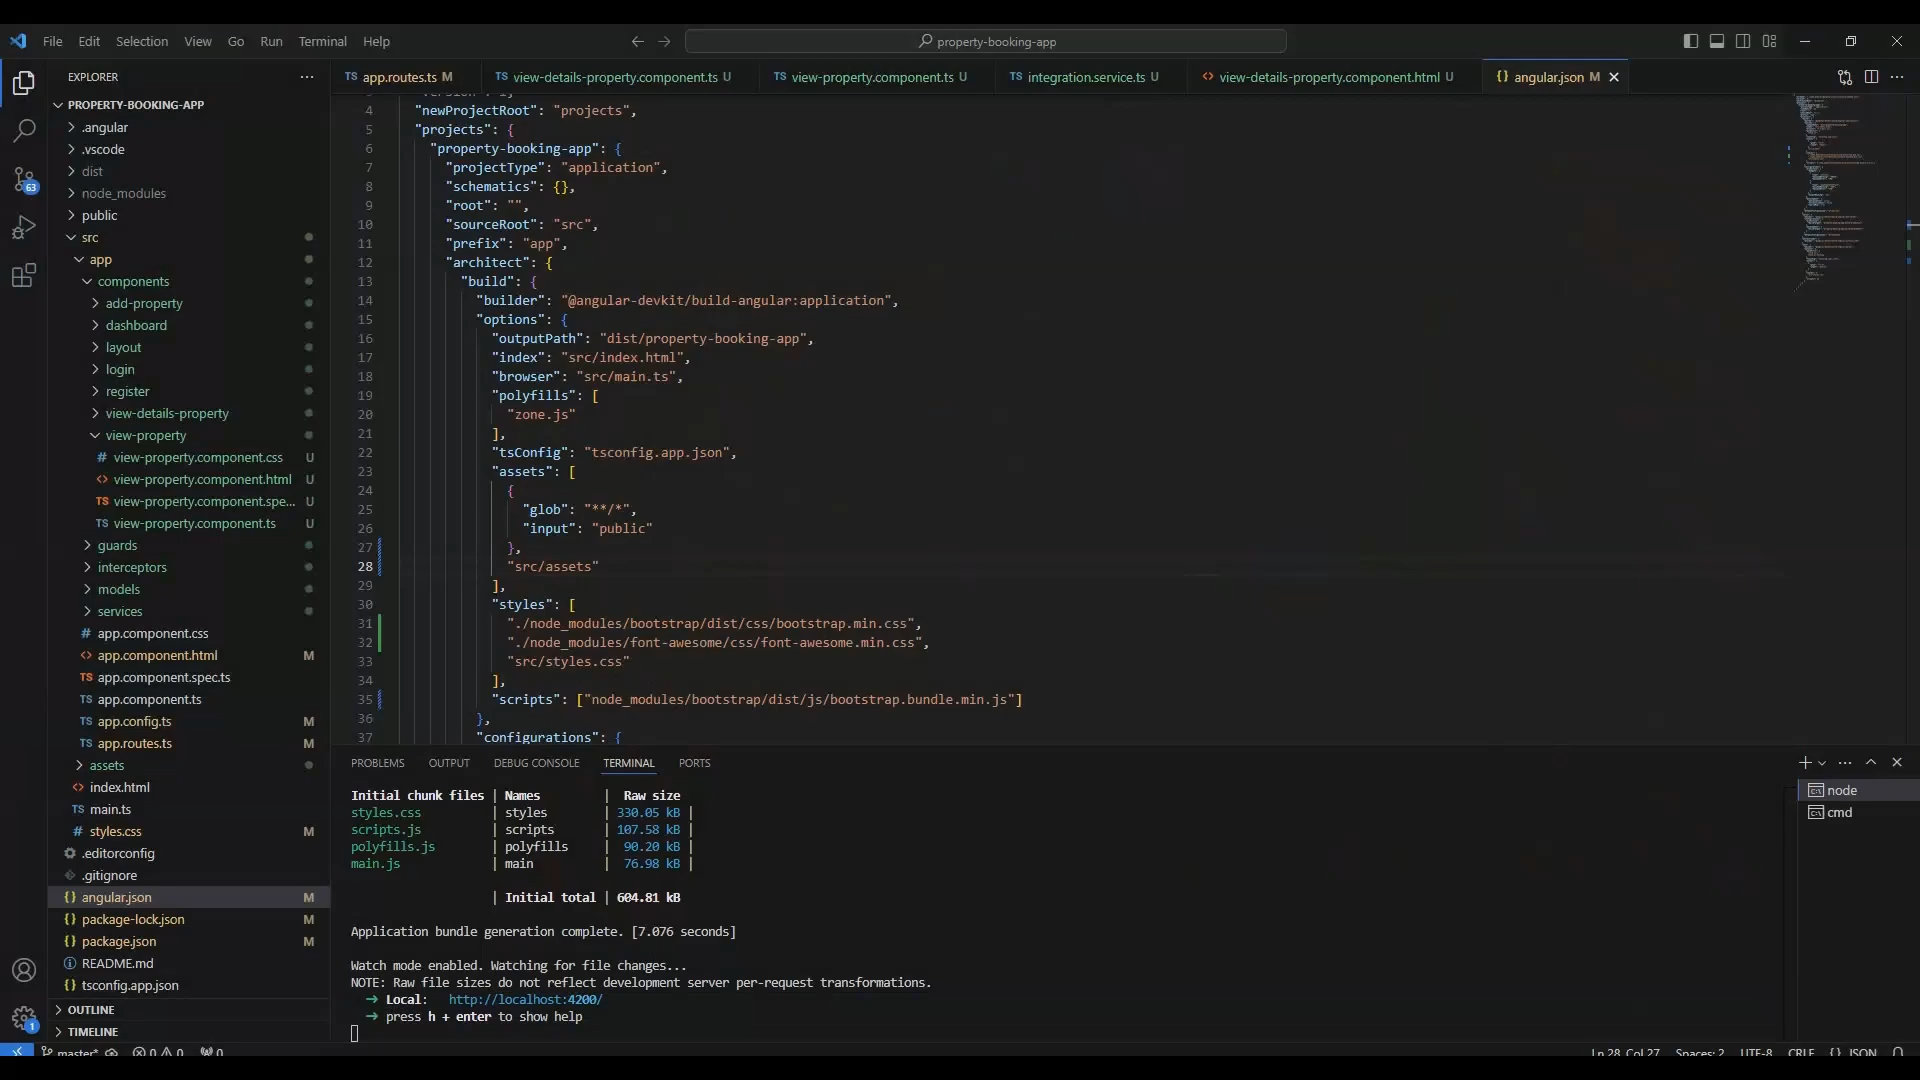 File Edit Selection View Go Run Terminal Help
property-booking-app
EXPLORER
PROPERTY-BOOKING-APP
.angular
.vscode
dist
node_modules
public
src
app
components
add-property
dashboard
layout
login
register
view-details-property
view-property
view-property.component.css U
view-property.component.html U
view-property.component.spe... U
view-property.component.ts U
guards
interceptors
models
services
app.component.css
app.component.html M
app.component.spec.ts
app.component.ts
app.config.ts M
app.routes.ts M
assets
index.html
main.ts
styles.css M
.editorconfig
.gitignore
angular.json M
package-lock.json M
package.json M
README.md
tsconfig.app.json
OUTLINE
TIMELINE
63
1
TS app.routes.ts M
TS view-details-property.component.ts U
TS view-property.component.ts U
TS integration.service.ts U
view-details-property.component.html U
{} angular.json M
4 "newProjectRoot": "projects",
5 "projects": {
6 "property-booking-app": {
7 "projectType": "application",
8 "schematics": {},
9 "root": "",
10 "sourceRoot": "src",
11 "prefix": "app",
12 "architect": {
13 "build": {
14 "builder": "@angular-devkit/build-angular:application",
15 "options": {
16 "outputPath": "dist/property-booking-app",
17 "index": "src/index.html",
18 "browser": "src/main.ts",
19 "polyfills": [
20 "zone.js"
21 ],
22 "tsConfig": "tsconfig.app.json",
23 "assets": [
24 {
25 "glob": "**/*",
26 "input": "public"
27 },
28 "src/assets"
29 ],
30 "styles": [
31 "./node_modules/bootstrap/dist/css/bootstrap.min.css",
32 "./node_modules/font-awesome/css/font-awesome.min.css",
33 "src/styles.css"
34 ],
35 "scripts": ["node_modules/bootstrap/dist/js/bootstrap.bundle.min.js"]
36 },
37 "configurations": {
PROBLEMS OUTPUT DEBUG CONSOLE TERMINAL PORTS
Initial chunk files | Names | Raw size
styles.css | styles | 330.05 kB |
scripts.js | scripts | 107.58 kB |
polyfills.js | polyfills | 90.20 kB |
main.js | main | 76.98 kB |
| Initial total | 604.81 kB
Application bundle generation complete. [7.076 seconds]
Watch mode enabled. Watching for file changes...
NOTE: Raw file sizes do not reflect development server per-request transformations.
➜ Local: http://localhost:4200/
➜ press h + enter to show help
node
cmd
master* 0 0 0
Ln 28, Col 27 Spaces: 2 UTF-8 CRLF {} JSON